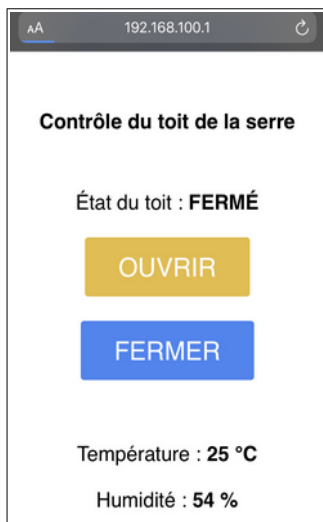 AA 192.168.100.1
Contrôle du toit de la serre
État du toit : FERMÉ
OUVRIR
FERMER
Température : 25 °C
Humidité : 54 %